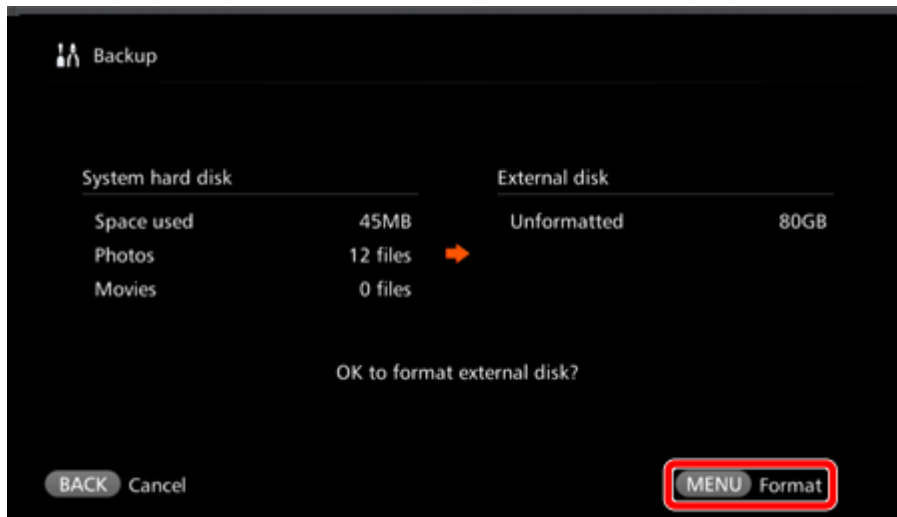 Backup
System hard disk
External disk
Space used 45MB
Unformatted 80GB
Photos 12 files
Movies 0 files
OK to format external disk?
BACK Cancel
MENU Format